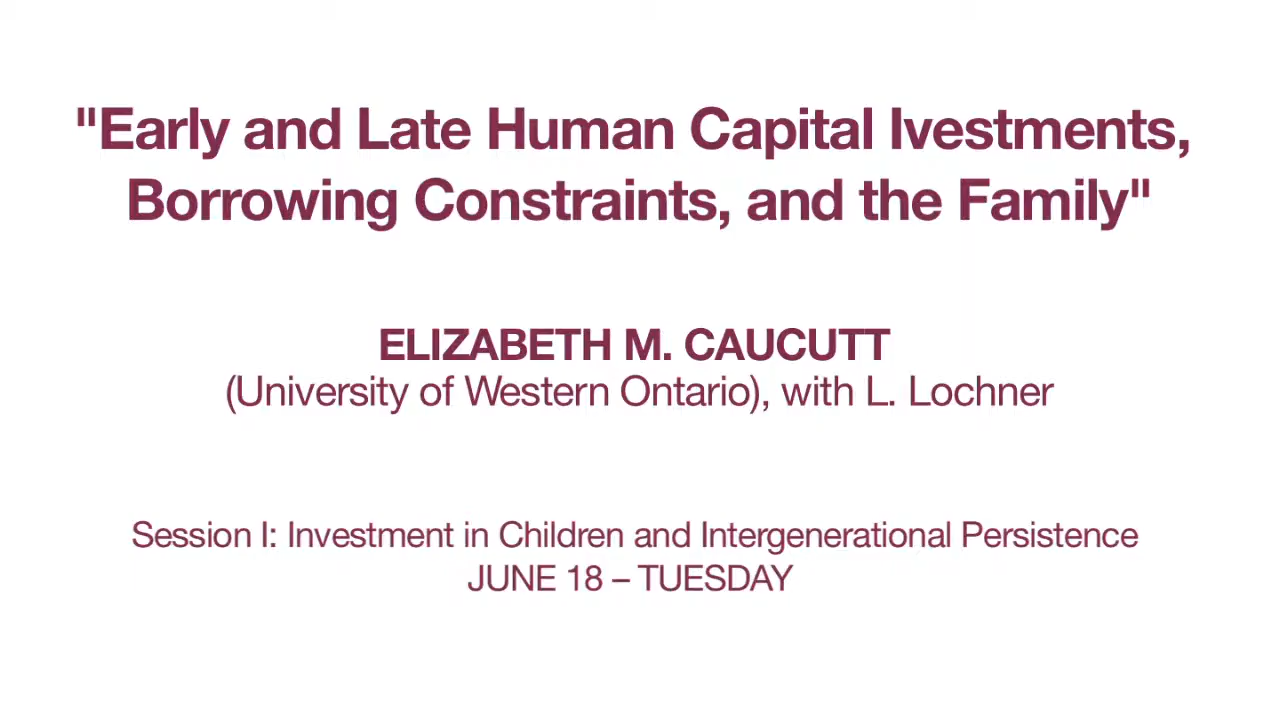 "Early and Late Human Capital Ivestments,
Borrowing Constraints, and the Family"
ELIZABETH M. CAUCUTT
(University of Western Ontario), with L. Lochner
Session I: Investment in Children and Intergenerational Persistence
JUNE 18 – TUESDAY